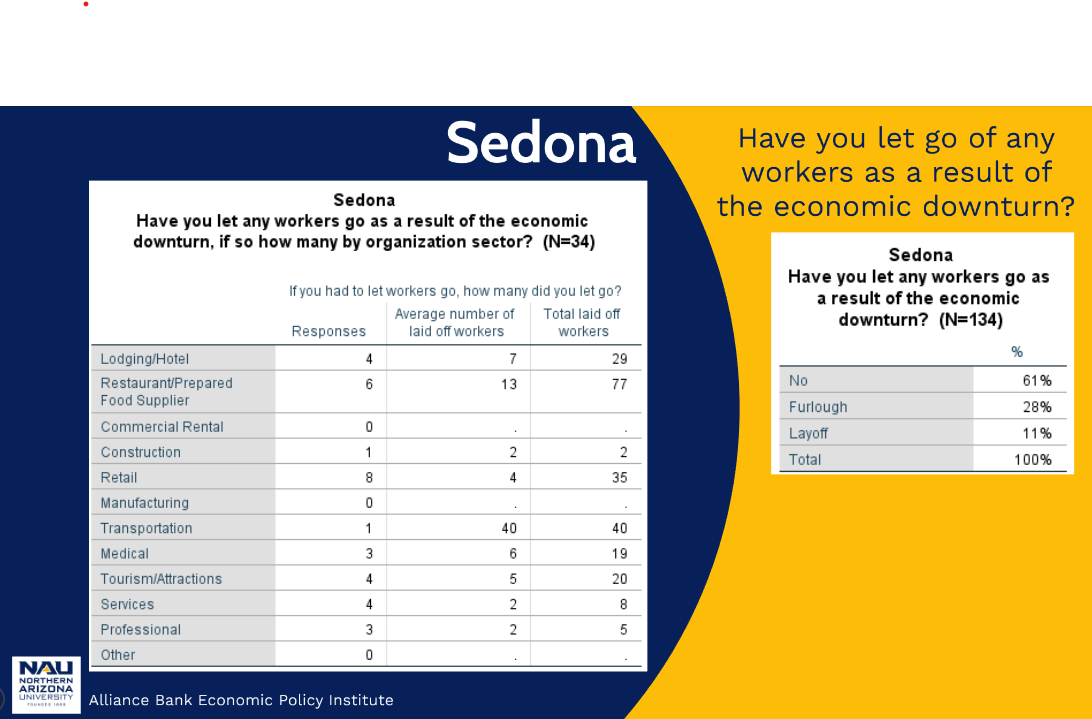 Sedona
Have you let go of any
workers as a result of
the economic downturn?
Sedona
Have you let any workers go as a result of the economic
downturn, if so how many by organization sector? (N=34)
If you had to let workers go, how many did you let go?
Responses Average number of laid off workers Total laid off workers
Lodging/Hotel 4 7 29
Restaurant/Prepared Food Supplier 6 13 77
Commercial Rental 0 . .
Construction 1 2 2
Retail 8 4 35
Manufacturing 0 . .
Transportation 1 40 40
Medical 3 6 19
Tourism/Attractions 4 5 20
Services 4 2 8
Professional 3 2 5
Other 0 . .
Sedona
Have you let any workers go as
a result of the economic
downturn? (N=134)
%
No 61%
Furlough 28%
Layoff 11%
Total 100%
NAU
NORTHERN
ARIZONA
UNIVERSITY
FOUNDED 1899
Alliance Bank Economic Policy Institute